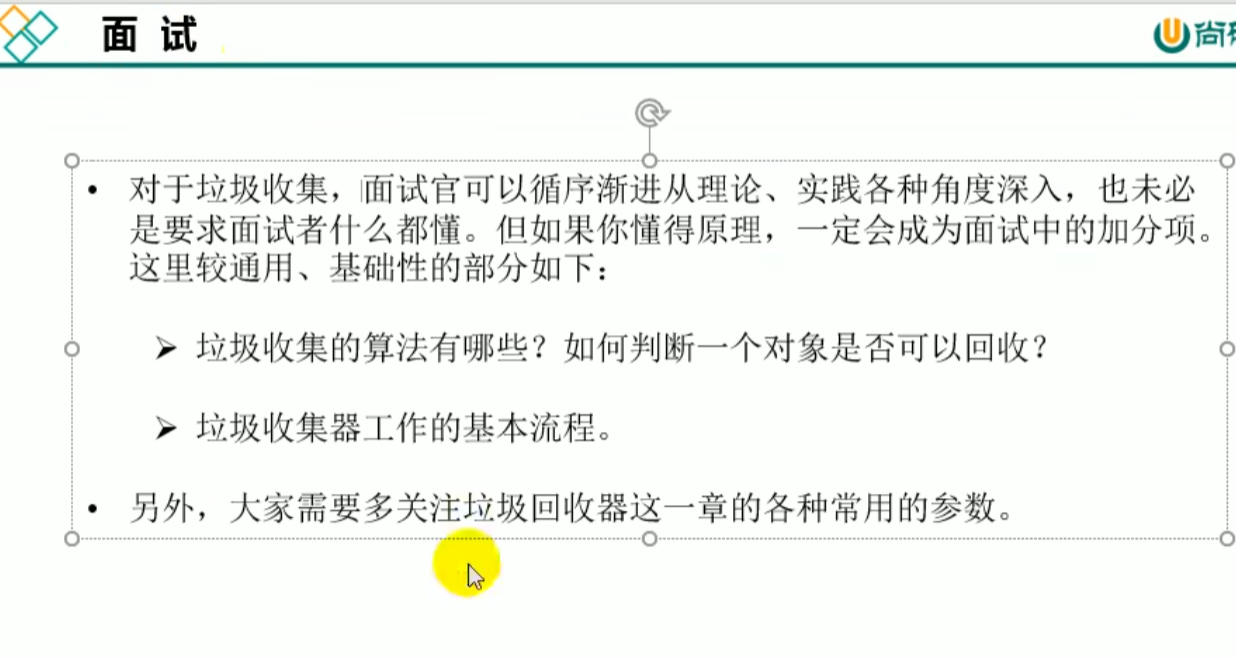 面 试
尚
• 对于垃圾收集，面试官可以循序渐进从理论、实践各种角度深入，也未必
是要求面试者什么都懂。但如果你懂得原理，一定会成为面试中的加分项。
这里较通用、基础性的部分如下：
➢ 垃圾收集的算法有哪些？如何判断一个对象是否可以回收？
➢ 垃圾收集器工作的基本流程。
• 另外，大家需要多关注垃圾回收器这一章的各种常用的参数。